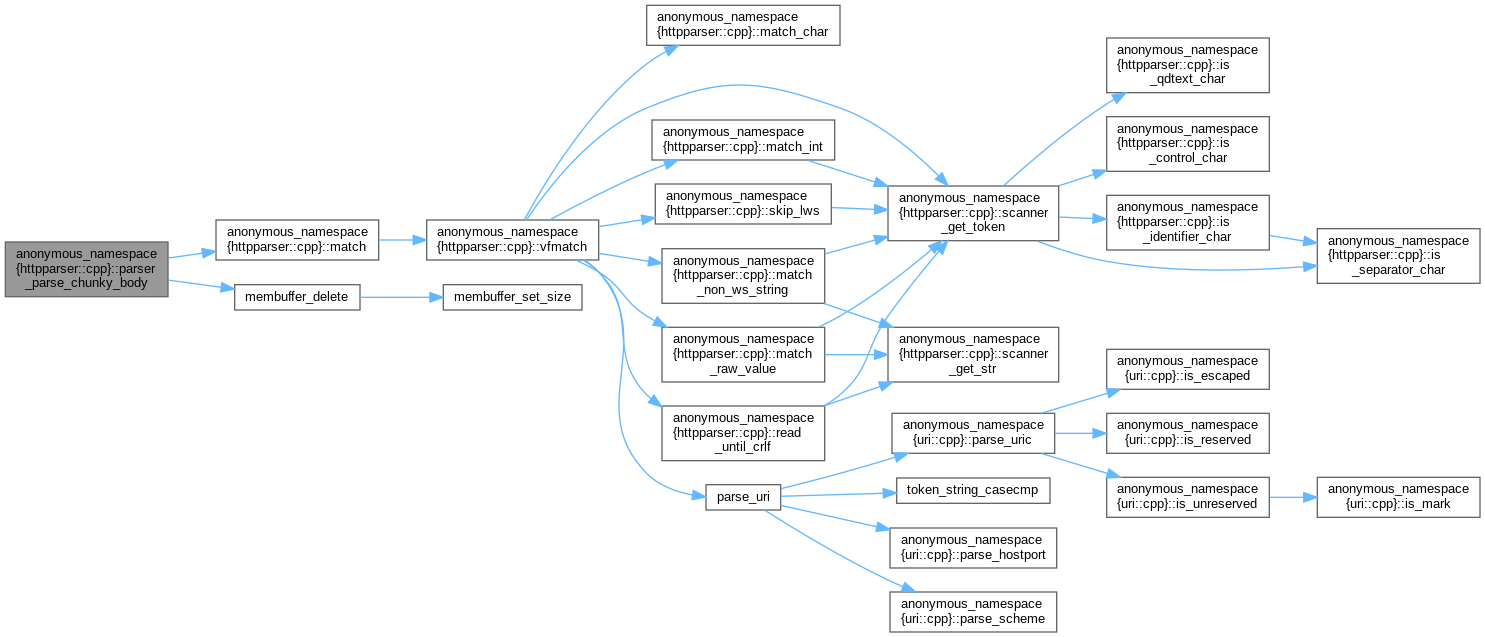 anonymous_namespace
{httpparser::cpp}::parser
_parse_chunky_body
anonymous_namespace
{httpparser::cpp}::match
membuffer_delete
anonymous_namespace
{httpparser::cpp}::vfmatch
membuffer_set_size
anonymous_namespace
{httpparser::cpp}::match_char
anonymous_namespace
{httpparser::cpp}::match_int
anonymous_namespace
{httpparser::cpp}::skip_lws
anonymous_namespace
{httpparser::cpp}::match
_non_ws_string
anonymous_namespace
{httpparser::cpp}::match
_raw_value
anonymous_namespace
{httpparser::cpp}::read
_until_crlf
parse_uri
anonymous_namespace
{httpparser::cpp}::scanner
_get_token
anonymous_namespace
{httpparser::cpp}::scanner
_get_str
anonymous_namespace
{uri::cpp}::parse_uric
token_string_casecmp
anonymous_namespace
{uri::cpp}::parse_hostport
anonymous_namespace
{uri::cpp}::parse_scheme
anonymous_namespace
{httpparser::cpp}::is
_qdtext_char
anonymous_namespace
{httpparser::cpp}::is
_control_char
anonymous_namespace
{httpparser::cpp}::is
_identifier_char
anonymous_namespace
{httpparser::cpp}::is
_separator_char
anonymous_namespace
{uri::cpp}::is_escaped
anonymous_namespace
{uri::cpp}::is_reserved
anonymous_namespace
{uri::cpp}::is_unreserved
anonymous_namespace
{uri::cpp}::is_mark